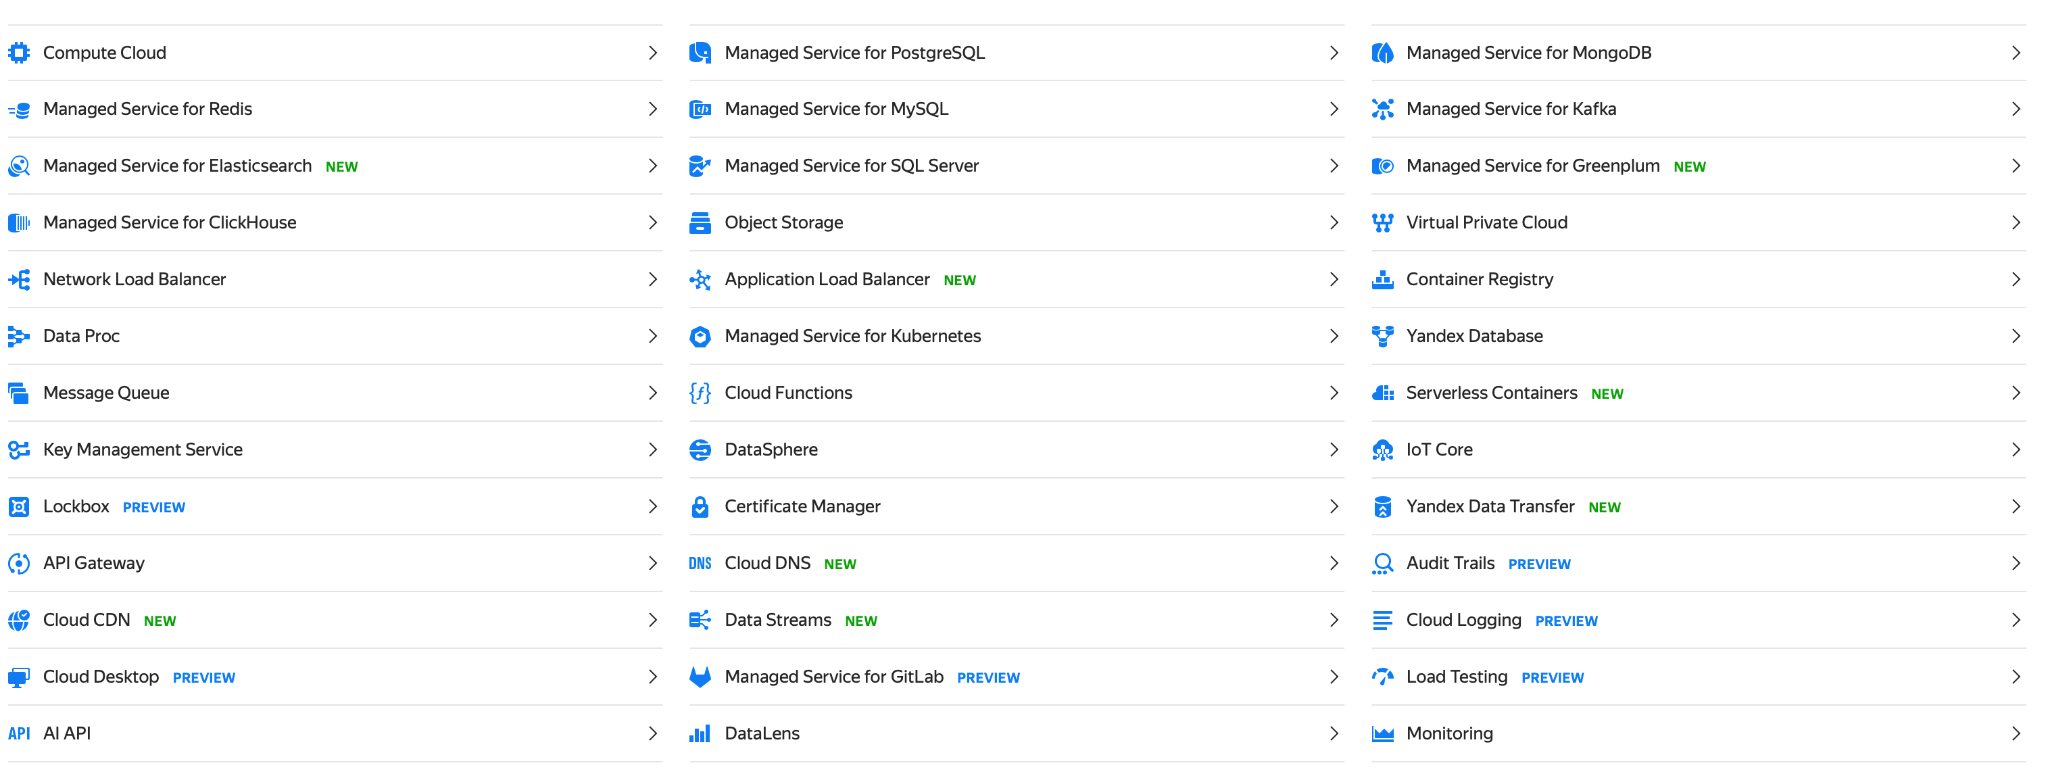 Compute Cloud
Managed Service for PostgreSQL
Managed Service for MongoDB
Managed Service for Redis
Managed Service for MySQL
Managed Service for Kafka
Managed Service for Elasticsearch NEW
Managed Service for SQL Server
Managed Service for Greenplum NEW
Managed Service for ClickHouse
Object Storage
Virtual Private Cloud
Network Load Balancer
Application Load Balancer NEW
Container Registry
Data Proc
Managed Service for Kubernetes
Yandex Database
Message Queue
Cloud Functions
Serverless Containers NEW
Key Management Service
DataSphere
IoT Core
Lockbox PREVIEW
Certificate Manager
Yandex Data Transfer NEW
API Gateway
DNS Cloud DNS NEW
Audit Trails PREVIEW
Cloud CDN NEW
Data Streams NEW
Cloud Logging PREVIEW
Cloud Desktop PREVIEW
Managed Service for GitLab PREVIEW
Load Testing PREVIEW
API AI API
DataLens
Monitoring